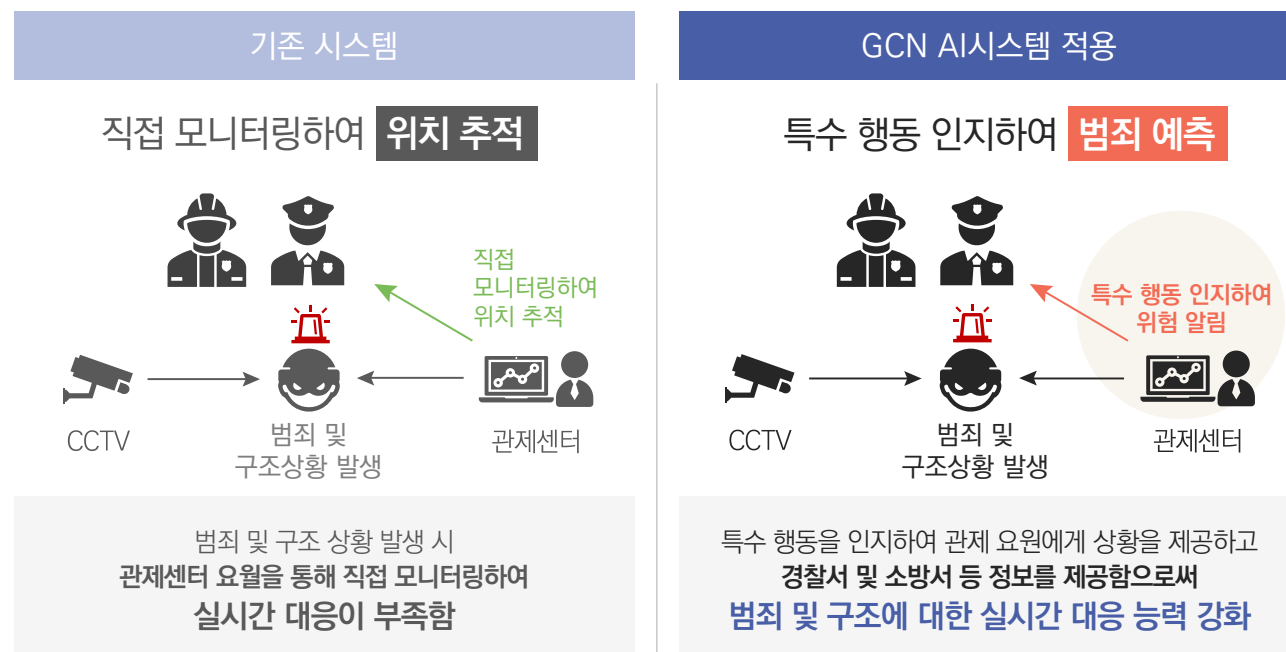 기존 시스템
직접 모니터링하여 위치 추적
직접
모니터링하여
위치 추적
CCTV
범죄 및
구조상황 발생
관제센터
범죄 및 구조 상황 발생 시
관제센터 요월을 통해 직접 모니터링하여
실시간 대응이 부족함
GCN AI시스템 적용
특수 행동 인지하여 범죄 예측
특수 행동 인지하여
위험 알림
CCTV
범죄 및
구조상황 발생
관제센터
특수 행동을 인지하여 관제 요원에게 상황을 제공하고
경찰서 및 소방서 등 정보를 제공함으로써
범죄 및 구조에 대한 실시간 대응 능력 강화